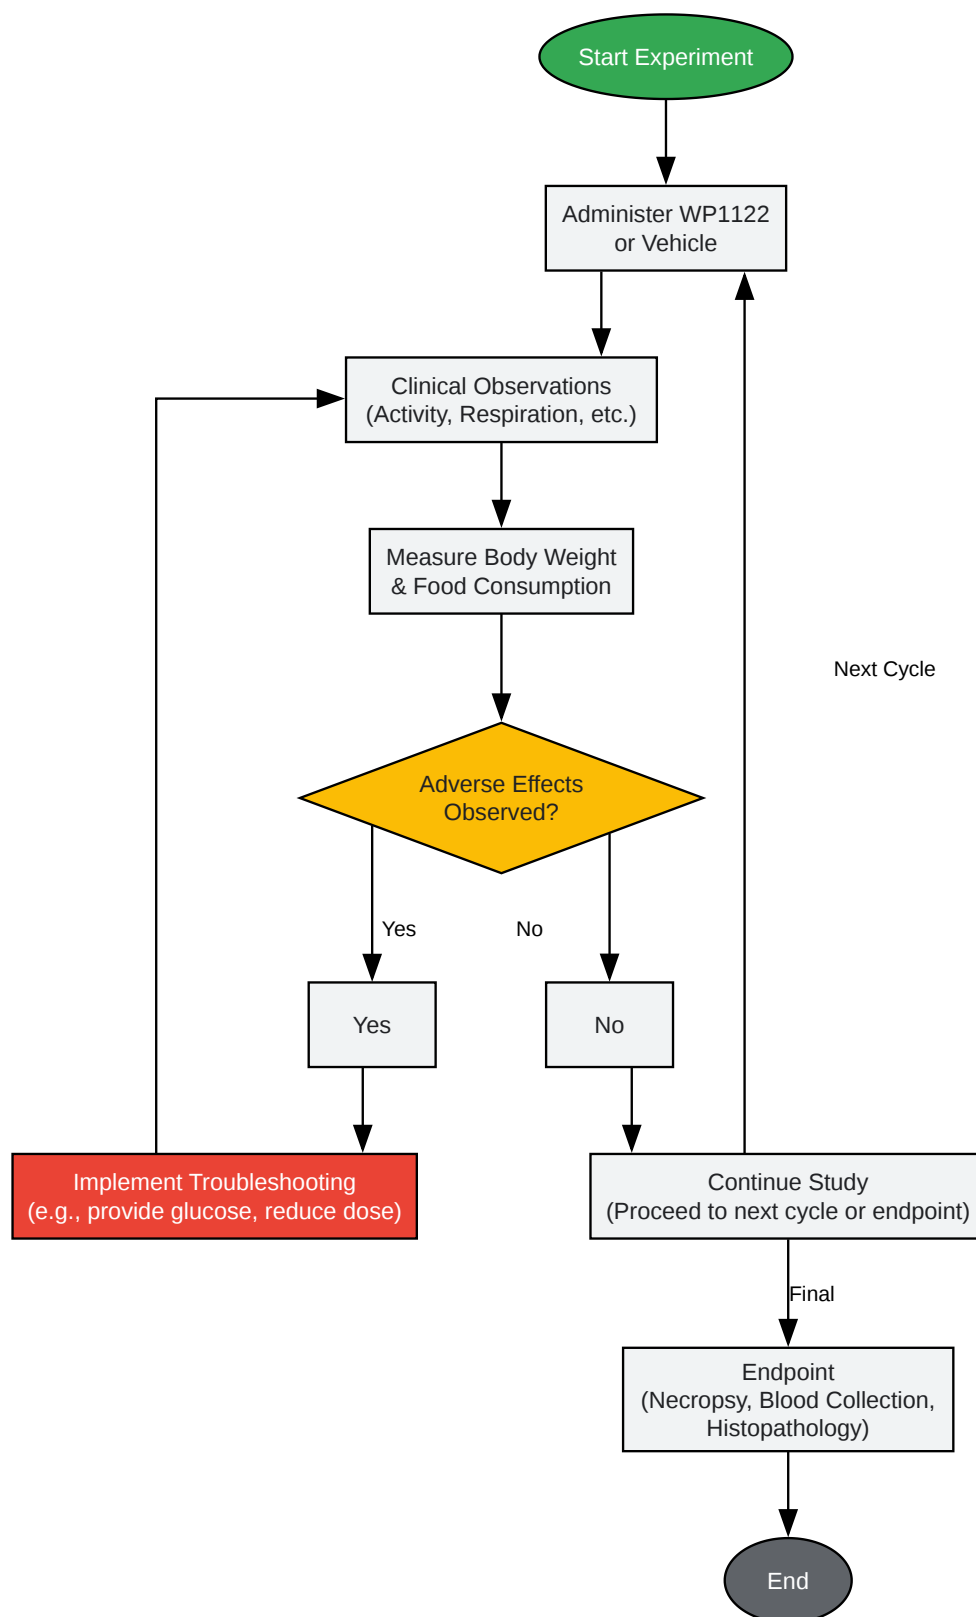 Start Experiment
Administer WP1122
or Vehicle
Clinical Observations
(Activity, Respiration, etc.)
Measure Body Weight
& Food Consumption
Next Cycle
Adverse Effects
Observed?
Yes
No
Yes
No
Implement Troubleshooting
(e.g., provide glucose, reduce dose)
Continue Study
(Proceed to next cycle or endpoint)
Final
Endpoint
(Necropsy, Blood Collection,
Histopathology)
End